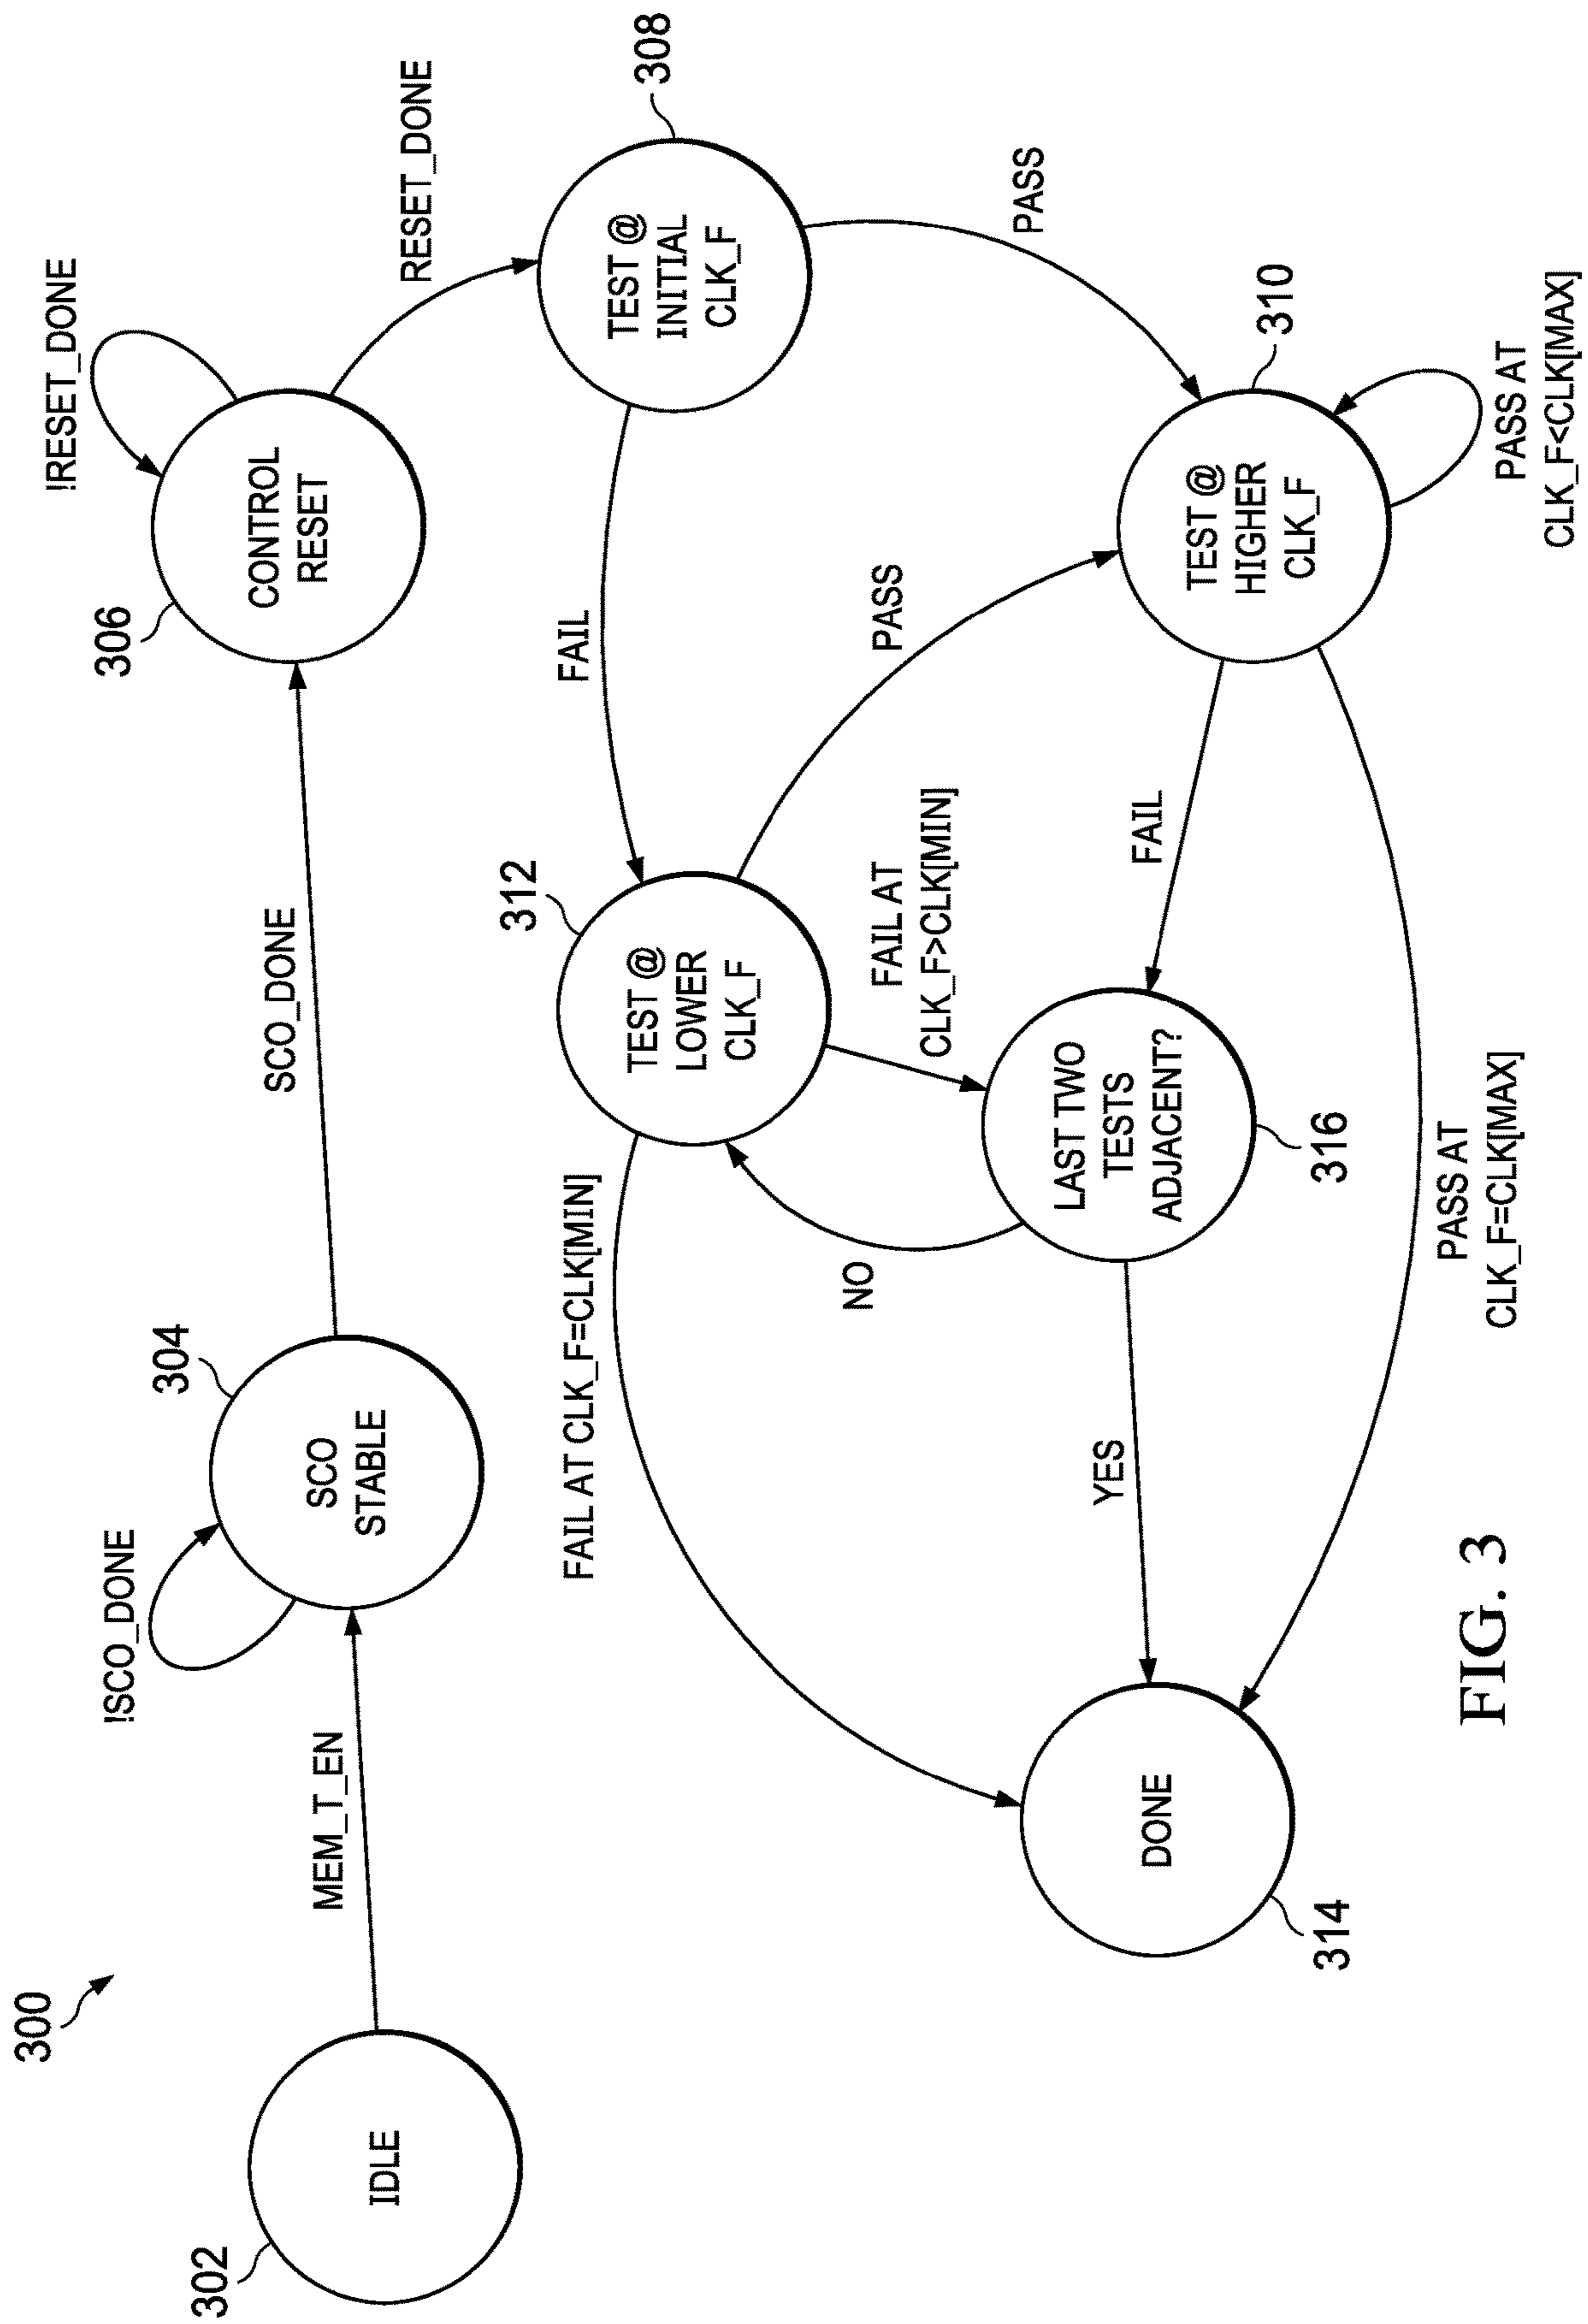 300
302
IDLE
MEM_T_EN
304
!SCO_DONE
SCO
STABLE
SCO_DONE
306
!RESET_DONE
CONTROL
RESET
RESET_DONE
308
TEST @
INITIAL
CLK_F
FAIL
PASS
312
TEST @
LOWER
CLK_F
PASS
310
TEST @
HIGHER
CLK_F
PASS AT
CLK_F<CLK[MAX]
FAIL AT
CLK_F>CLK[MIN]
FAIL
FAIL AT CLK_F=CLK[MIN]
NO
LAST TWO
TESTS
ADJACENT?
316
YES
PASS AT
CLK_F=CLK[MAX]
DONE
314
FIG. 3